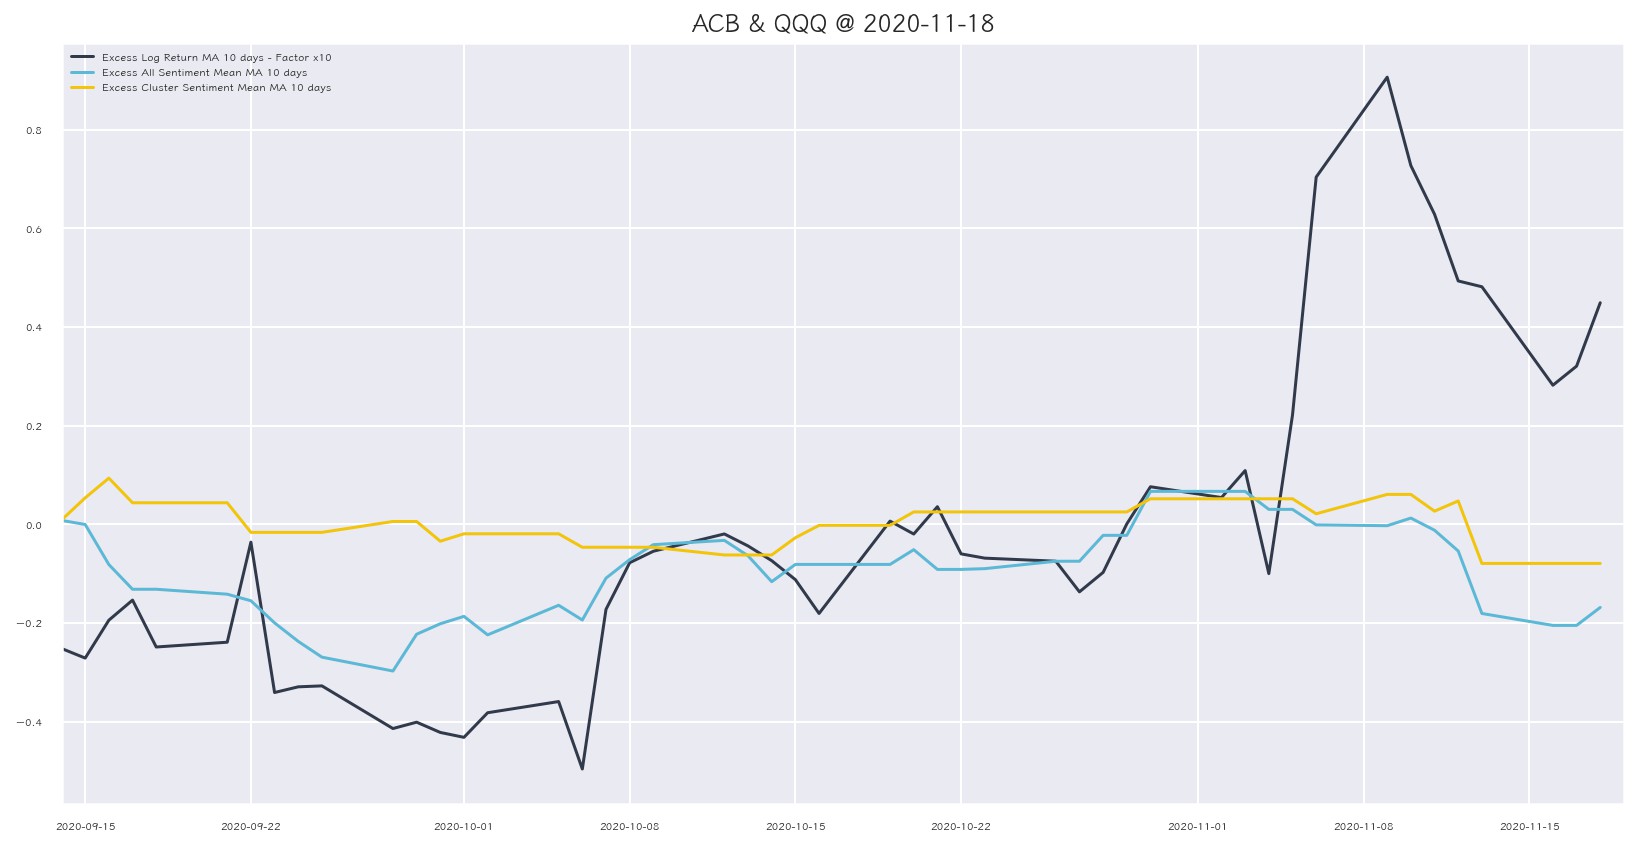 ACB & QQQ @ 2020-11-18
Excess Log Return MA 10 days - Factor x10
Excess All Sentiment Mean MA 10 days
Excess Cluster Sentiment Mean MA 10 days
0.8
0.6
0.4
0.2
0.0
−0.2
−0.4
2020-09-15 2020-09-22 2020-10-01 2020-10-08 2020-10-15 2020-10-22 2020-11-01 2020-11-08 2020-11-15